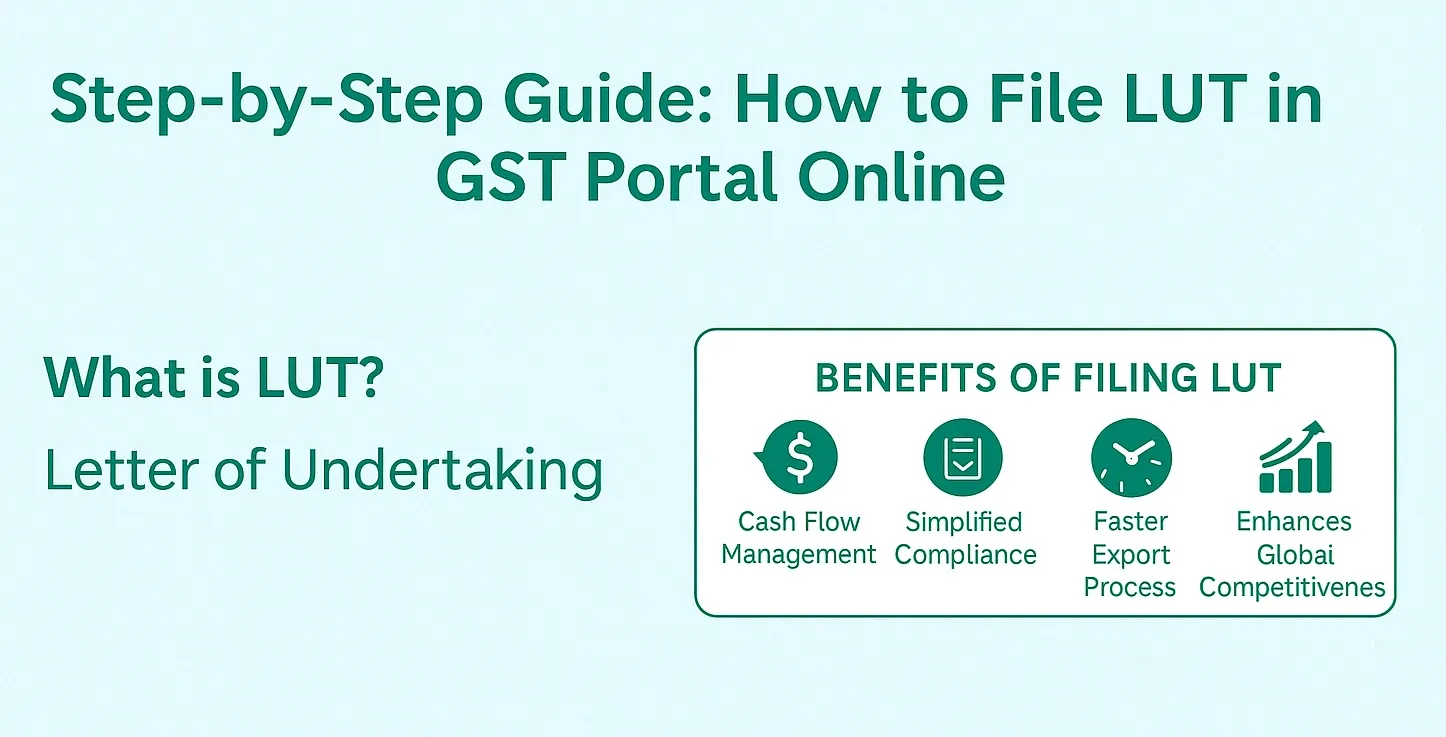 Step-by-Step Guide: How to File LUT in
GST Portal Online
What is LUT?
Letter of Undertaking
BENEFITS OF FILING LUT
$
Cash Flow
Management
Simplified
Compliance
Faster
Export
Process
Enhances
Globai
Competitivenes